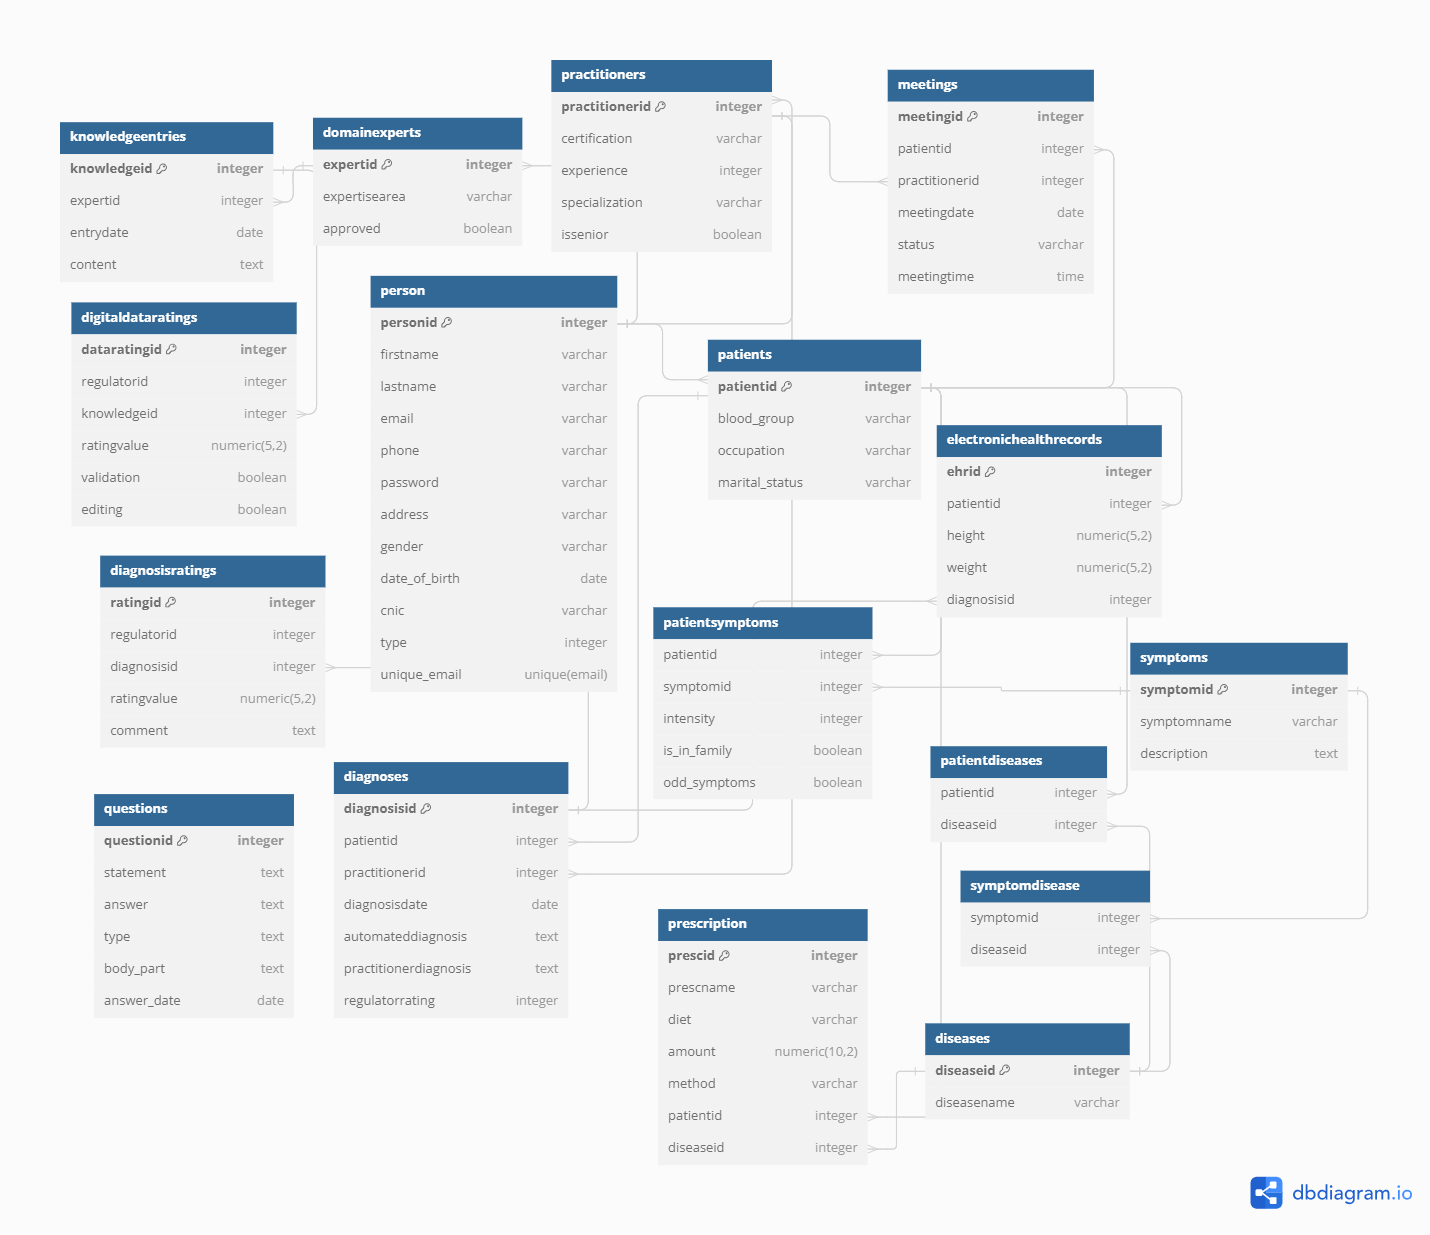 practitioners
practitionerid integer
certification varchar
experience integer
specialization varchar
issenior boolean
meetings
meetingid integer
patientid integer
practitionerid integer
meetingdate date
status varchar
meetingtime time
knowledgeentries
knowledgeid integer
expertid integer
entrydate date
content text
domainexperts
expertid integer
expertisearea varchar
approved boolean
person
personid integer
firstname varchar
lastname varchar
email varchar
phone varchar
password varchar
address varchar
gender varchar
date_of_birth date
cnic varchar
type integer
unique_email unique(email)
digitaldataratings
dataratingid integer
regulatorid integer
knowledgeid integer
ratingvalue numeric(5,2)
validation boolean
editing boolean
patients
patientid integer
blood_group varchar
occupation varchar
marital_status varchar
electronichealthrecords
ehrid integer
patientid integer
height numeric(5,2)
weight numeric(5,2)
diagnosisid integer
diagnosisratings
ratingid integer
regulatorid integer
diagnosisid integer
ratingvalue numeric(5,2)
comment text
patientsymptoms
patientid integer
symptomid integer
intensity integer
is_in_family boolean
odd_symptoms boolean
symptoms
symptomid integer
symptomname varchar
description text
patientdiseases
patientid integer
diseaseid integer
diagnoses
diagnosisid integer
patientid integer
practitionerid integer
diagnosisdate date
automateddiagnosis text
practitionerdiagnosis text
regulatorrating integer
questions
questionid integer
statement text
answer text
type text
body_part text
answer_date date
symptomdisease
symptomid integer
diseaseid integer
prescription
prescid integer
prescname varchar
diet varchar
amount numeric(10,2)
method varchar
patientid integer
diseaseid integer
diseases
diseaseid integer
diseasename varchar
dbdiagram.io